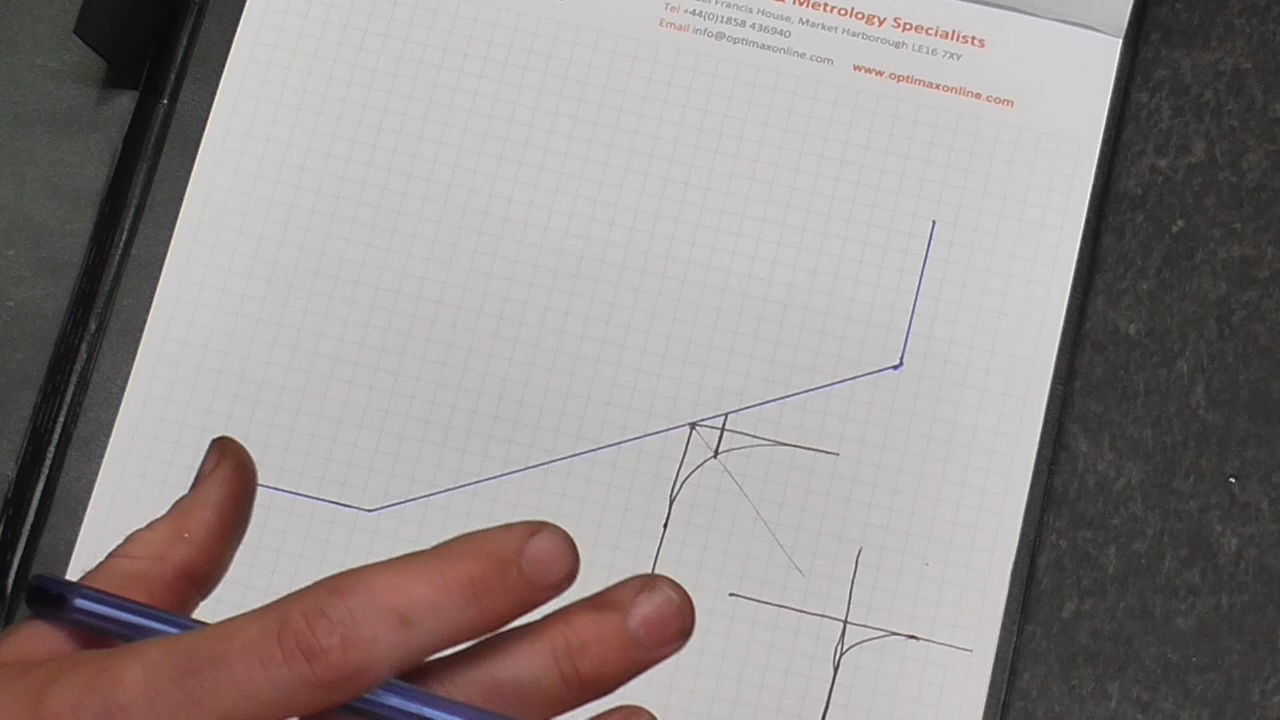 & Metrology Specialists
Francis House, Market Harborough LE16 7XY
Tel +44(0)1858 436940
Email info@optimaxonline.com www.optimaxonline.com